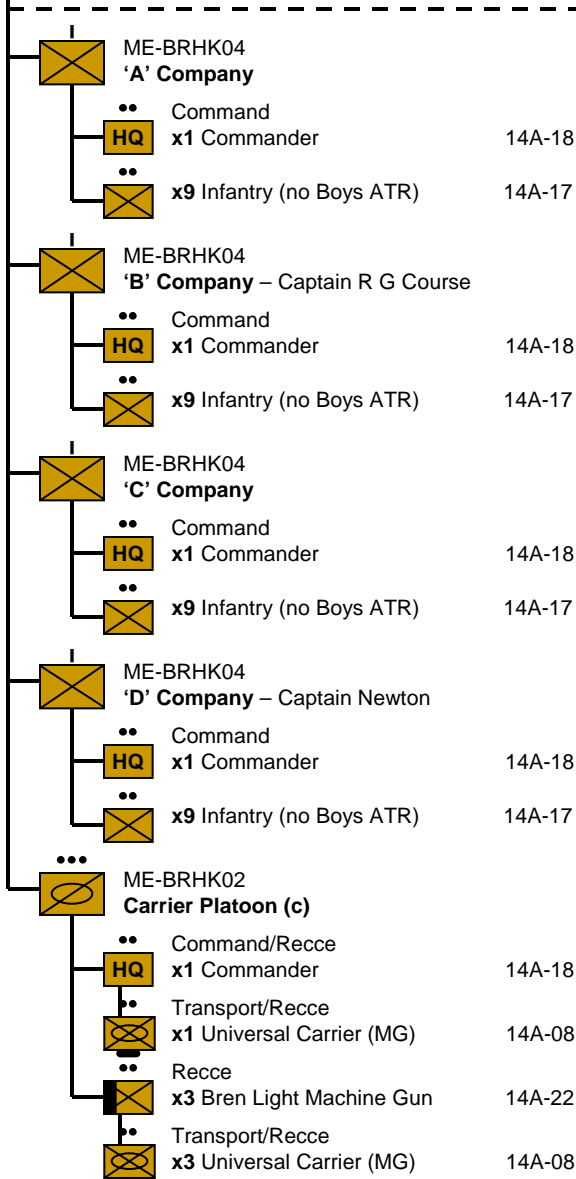 ME-BRHK04
‘A’ Company
Command
HQ x1 Commander 14A-18
x9 Infantry (no Boys ATR) 14A-17
ME-BRHK04
‘B’ Company – Captain R G Course
Command
HQ x1 Commander 14A-18
x9 Infantry (no Boys ATR) 14A-17
ME-BRHK04
‘C’ Company
Command
HQ x1 Commander 14A-18
x9 Infantry (no Boys ATR) 14A-17
ME-BRHK04
‘D’ Company – Captain Newton
Command
HQ x1 Commander 14A-18
x9 Infantry (no Boys ATR) 14A-17
ME-BRHK02
Carrier Platoon (c)
Command/Recce
HQ x1 Commander 14A-18
Transport/Recce
x1 Universal Carrier (MG) 14A-08
Recce
x3 Bren Light Machine Gun 14A-22
Transport/Recce
x3 Universal Carrier (MG) 14A-08